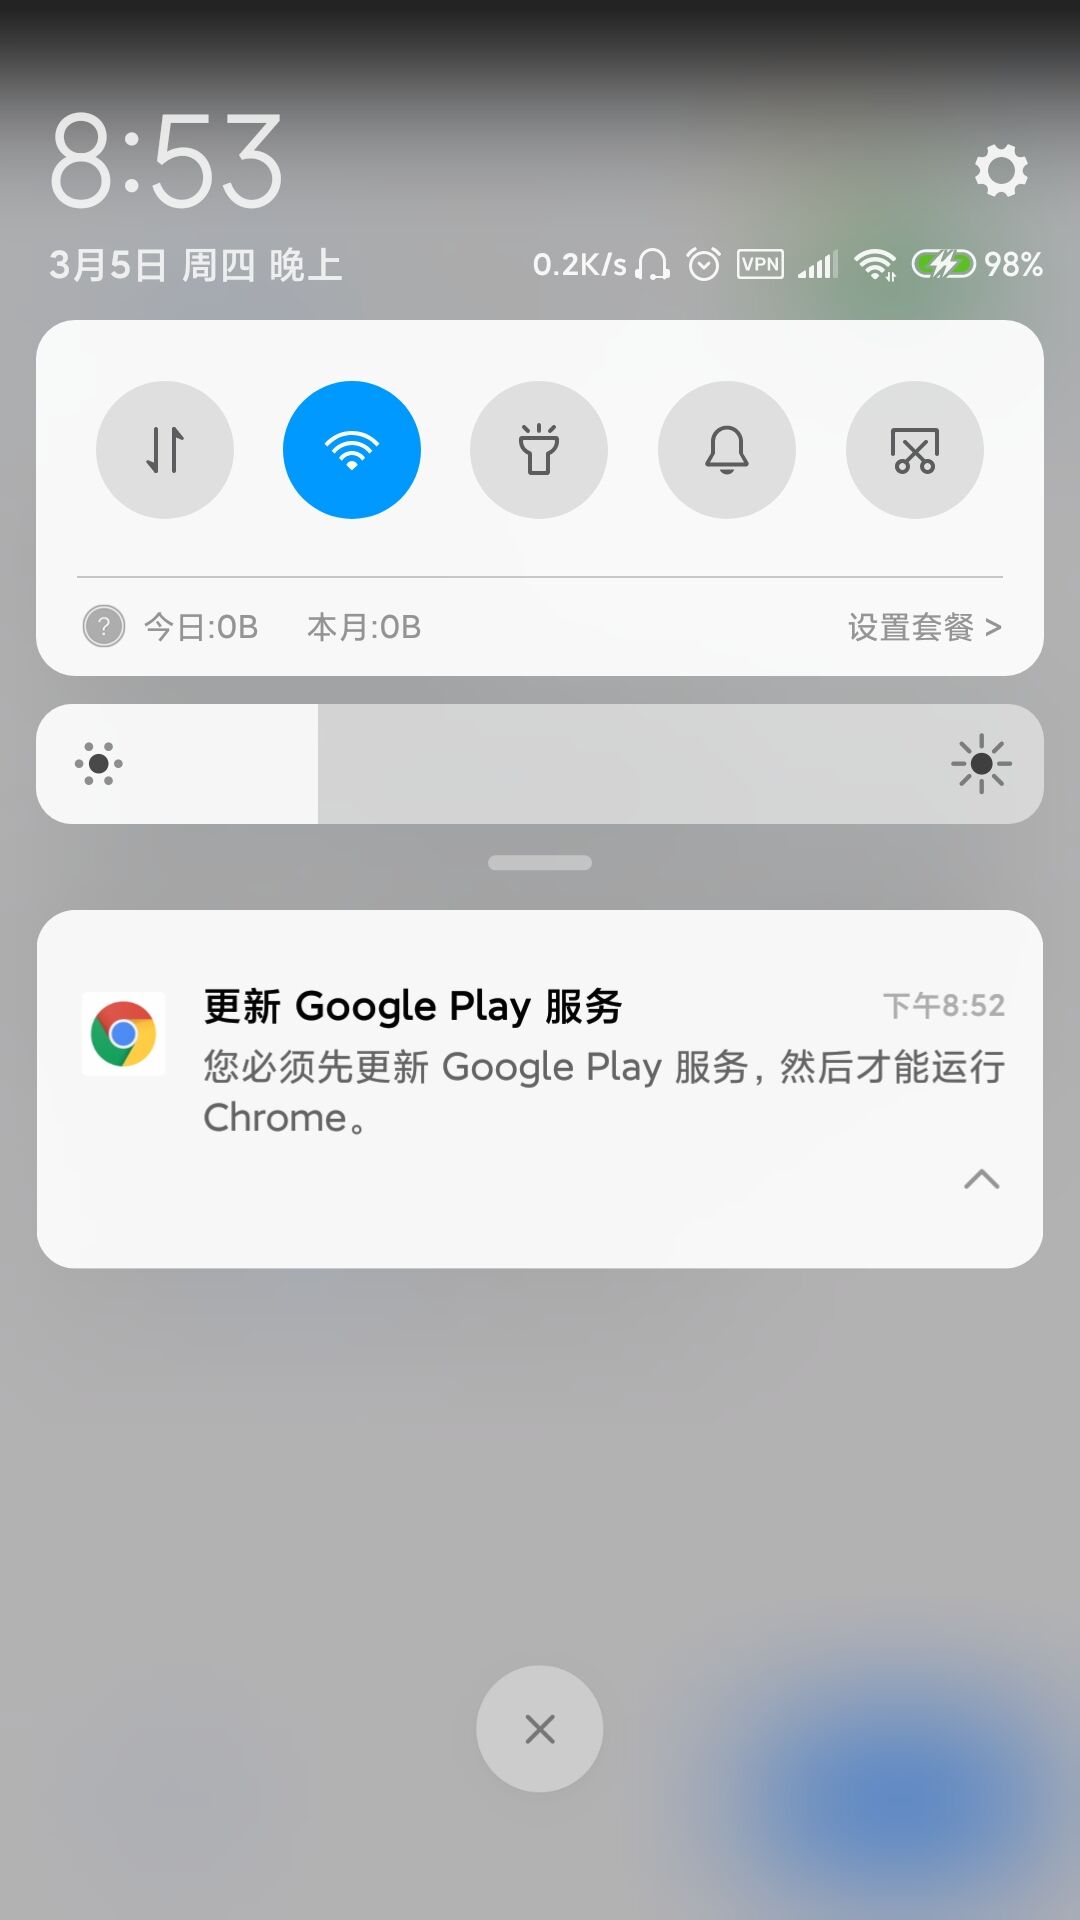 8:53
3月5日 周四 晚上
0.2K/s VPN 98%
? 今日:0B 本月:0B 设置套餐 >
更新 Google Play 服务 下午8:52
您必须先更新 Google Play 服务，然后才能运行
Chrome。